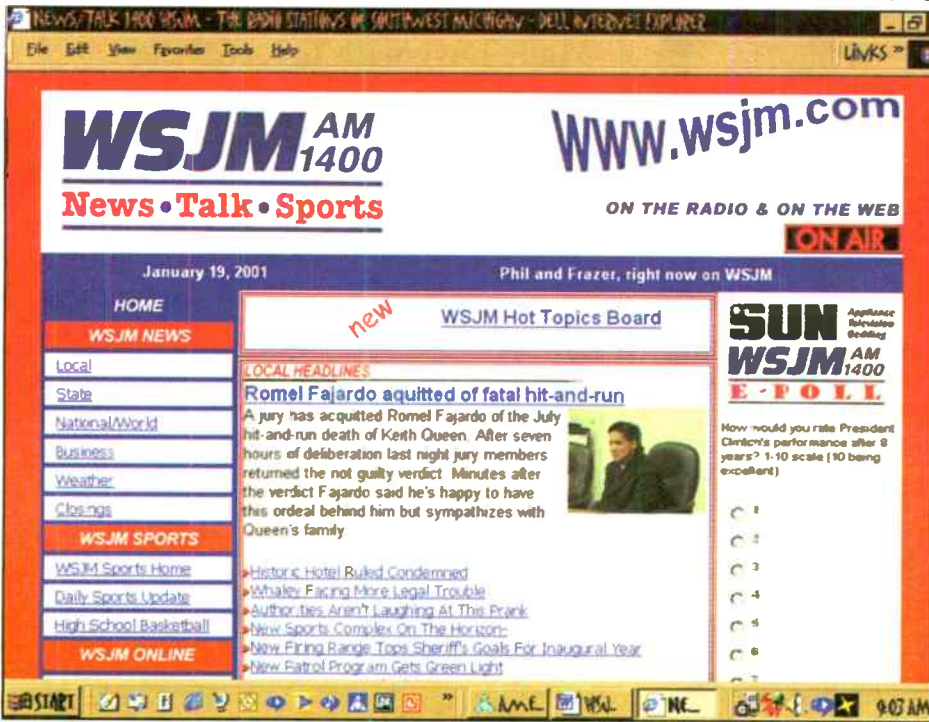 NEWS/TALK 1400 WSJM - THE RADIO STATIONS OF SOUTHWEST MICHIGAN - DELL INTERNET EXPLORER
File Edit View Favorites Tools Help
LINKS »
WSJM AM 1400
News • Talk • Sports
www.wsjm.com
ON THE RADIO & ON THE WEB
ON AIR
January 19, 2001
Phil and Frazer, right now on WSJM
HOME
WSJM NEWS
Local
State
National/World
Business
Weather
Closings
WSJM SPORTS
WSJM Sports Home
Daily Sports Update
High School Basketball
WSJM ONLINE
new
WSJM Hot Topics Board
LOCAL HEADLINES
Romel Fajardo aquitted of fatal hit-and-run
A jury has acquitted Romel Fajardo of the July
hit-and-run death of Keith Queen. After seven
hours of deliberation last night jury members
returned the not guilty verdict. Minutes after
the verdict Fajardo said he's happy to have
this ordeal behind him but sympathizes with
Queen's family
Historic Hotel Ruled Condemned
Whaley Facing More Legal Trouble
Authorities Aren't Laughing At This Prank
New Sports Complex On The Horizon-
New Firing Range Tops Sheriff's Goals For Inaugural Year
New Patrol Program Gets Green Light
SUN Appliance
Television
Bedding
WSJM AM 1400
E-POLL
How would you rate President
Clinton's performance after 8
years? 1-10 scale (10 being
excellent)
1
2
3
4
5
6
7
START
»
AME...
WSJ...
NE...
9:03 AM